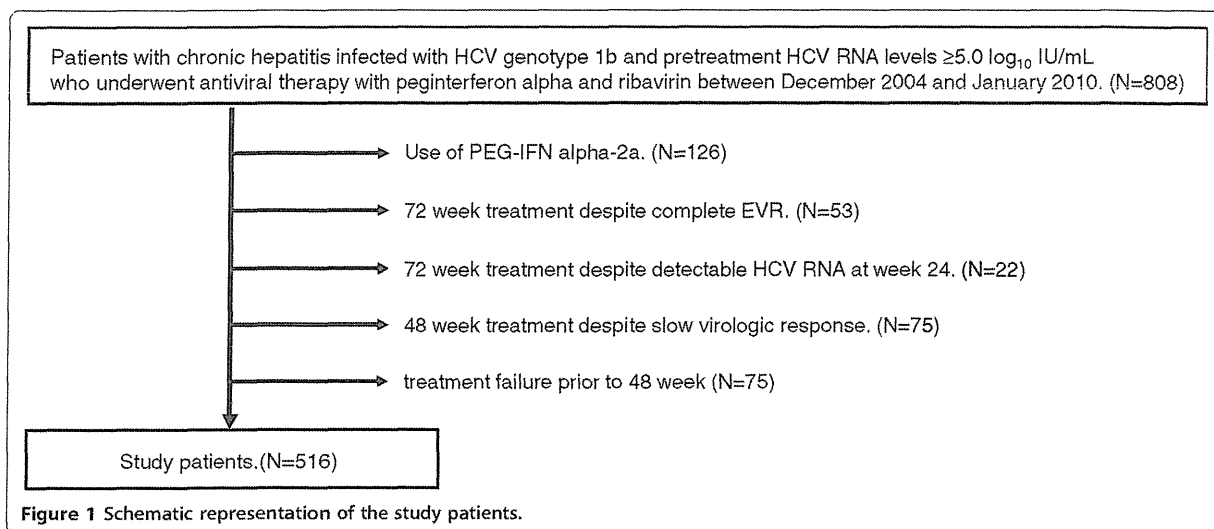 Patients with chronic hepatitis infected with HCV genotype 1b and pretreatment HCV RNA levels ≥5.0 log₁₀ IU/mL
who underwent antiviral therapy with peginterferon alpha and ribavirin between December 2004 and January 2010. (N=808)
Use of PEG-IFN alpha-2a. (N=126)
72 week treatment despite complete EVR. (N=53)
72 week treatment despite detectable HCV RNA at week 24. (N=22)
48 week treatment despite slow virologic response. (N=75)
treatment failure prior to 48 week (N=75)
Study patients.(N=516)
Figure 1 Schematic representation of the study patients.